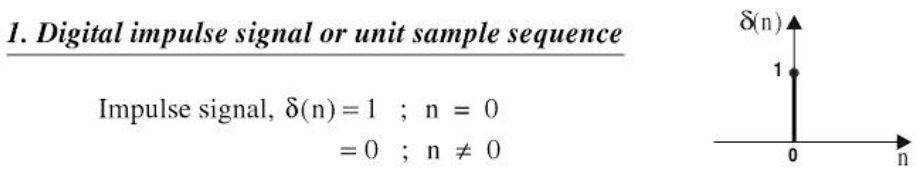 1. Digital impulse signal or unit sample sequence
Impulse signal, δ(n) = 1 ; n = 0
= 0 ; n ≠ 0
δ(n)
1
0
n